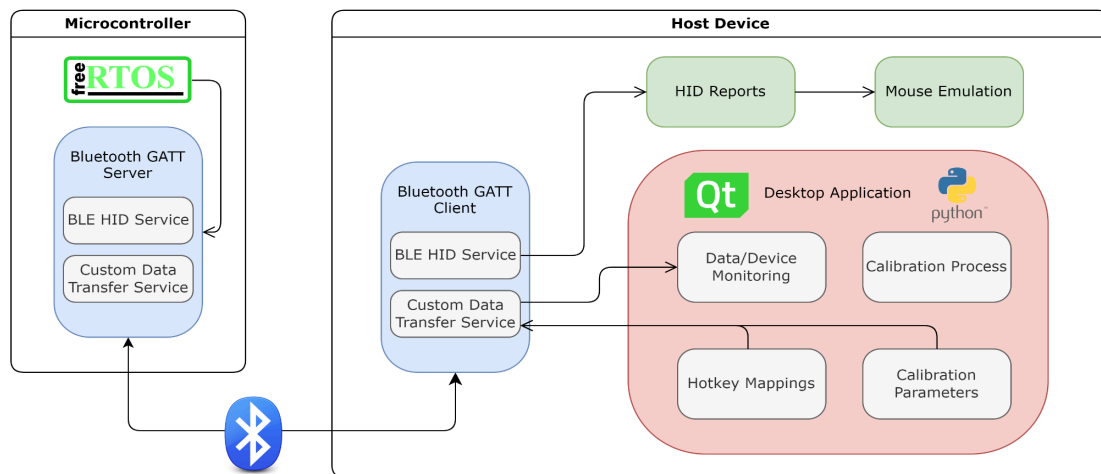 Microcontroller
free
RTOS
Bluetooth GATT
Server
BLE HID Service
Custom Data
Transfer Service
Host Device
HID Reports
Mouse Emulation
Bluetooth GATT
Client
BLE HID Service
Custom Data
Transfer Service
Qt
Desktop Application
python™
Data/Device
Monitoring
Calibration Process
Hotkey Mappings
Calibration
Parameters